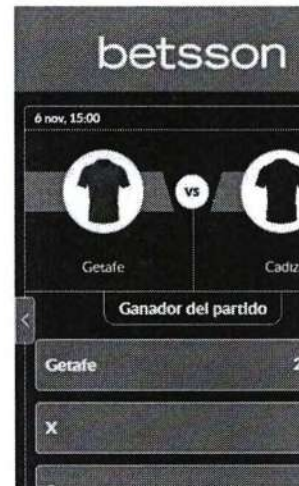 betsson
6 nov, 15:00
VS
Getafe
Cadiz
Ganador del partido
Getafe
X